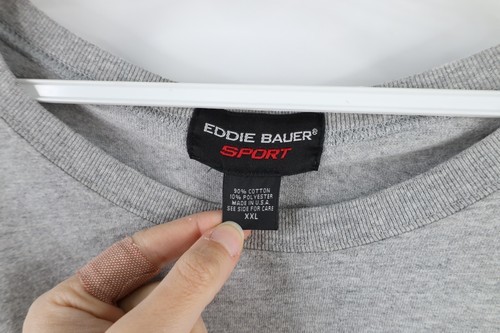 EDDIE BAUER®
SPORT
90% COTTON
10% POLYESTER
MADE IN U.S.A.
SEE SIDE FOR CARE
XXL